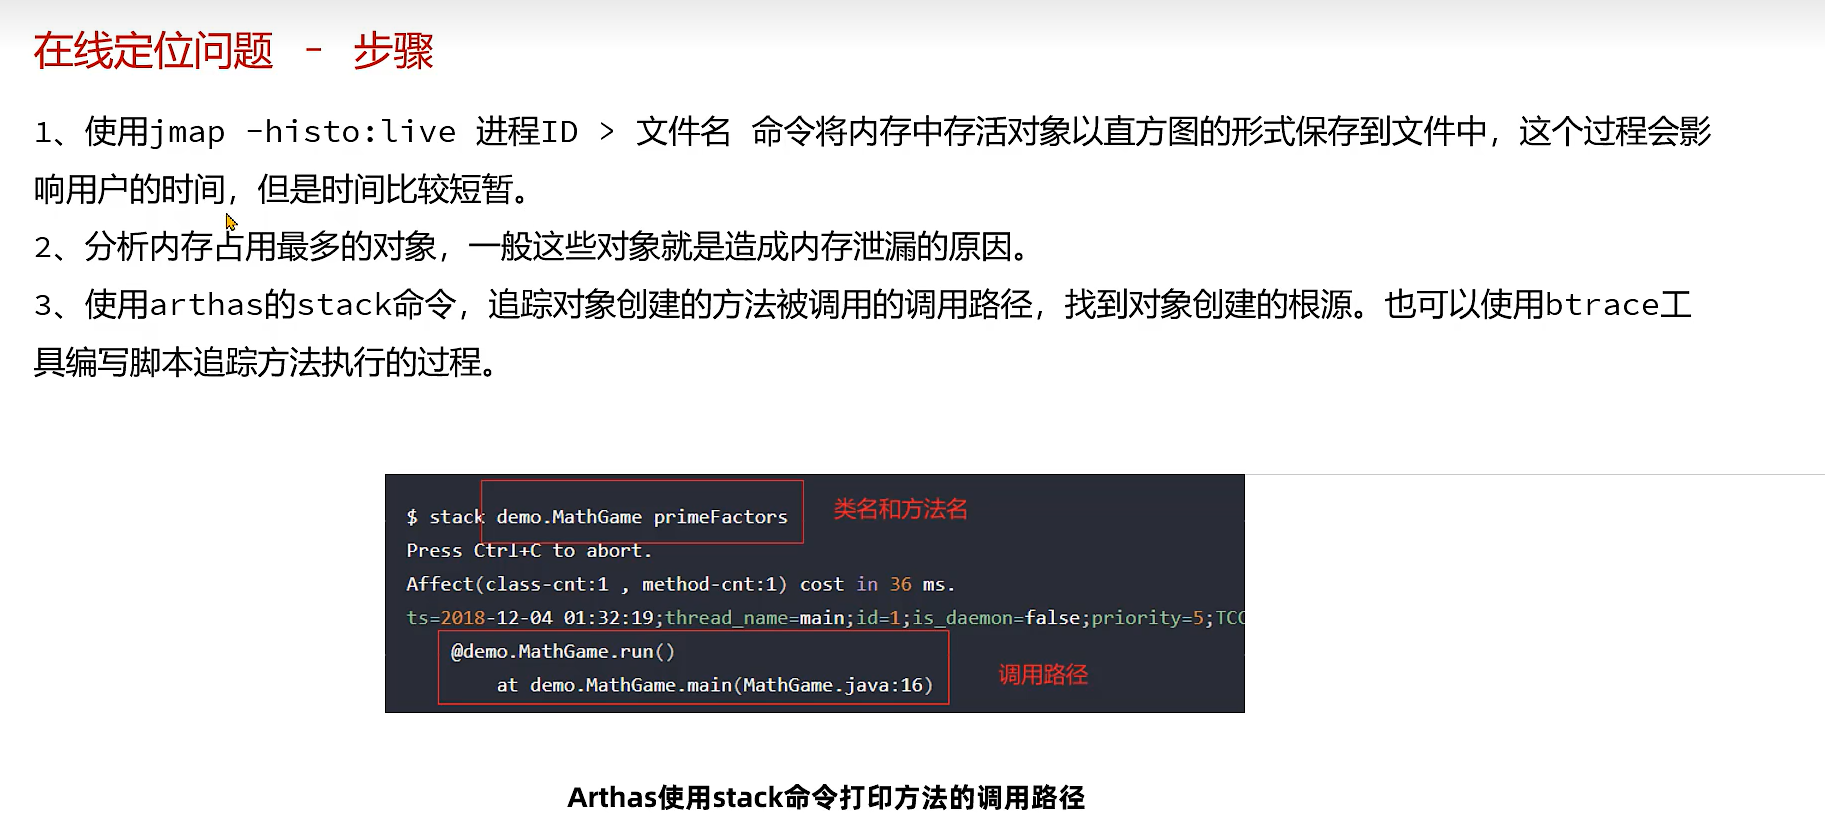 在线定位问题 - 步骤
1、使用jmap -histo:live 进程ID > 文件名 命令将内存中存活对象以直方图的形式保存到文件中，这个过程会影
响用户的时间，但是时间比较短暂。
2、分析内存占用最多的对象，一般这些对象就是造成内存泄漏的原因。
3、使用arthas的stack命令，追踪对象创建的方法被调用的调用路径，找到对象创建的根源。也可以使用btrace工
具编写脚本追踪方法执行的过程。
$ stack demo.MathGame primeFactors 类名和方法名
Press Ctrl+C to abort.
Affect(class-cnt:1 , method-cnt:1) cost in 36 ms.
ts=2018-12-04 01:32:19;thread_name=main;id=1;is_daemon=false;priority=5;TCC
@demo.MathGame.run()
at demo.MathGame.main(MathGame.java:16) 调用路径
Arthas使用stack命令打印方法的调用路径